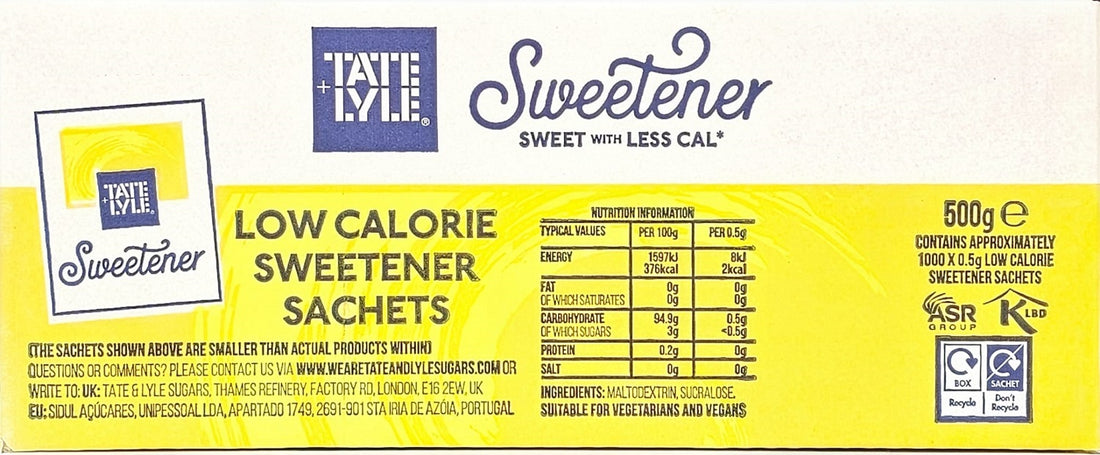 TATE
+LYLE®
Sweetener
SWEET WITH LESS CAL*
TATE
+LYLE®
Sweetener
LOW CALORIE
SWEETENER
SACHETS
(THE SACHETS SHOWN ABOVE ARE SMALLER THAN ACTUAL PRODUCTS WITHIN)
QUESTIONS OR COMMENTS? PLEASE CONTACT US VIA WWW.WEARETATEANDLYLESUGARS.COM OR
WRITE TO: UK: TATE & LYLE SUGARS, THAMES REFINERY, FACTORY RD, LONDON, E16 2EW, UK
EU: SIDUL AÇÚCARES, UNIPESSOAL LDA, APARTADO 1749, 2691-901 STA IRIA DE AZÓIA, PORTUGAL
NUTRITION INFORMATION
TYPICAL VALUES PER 100g PER 0.5g
ENERGY 1597kJ 8kJ
376kcal 2kcal
FAT 0g 0g
OF WHICH SATURATES 0g 0g
CARBOHYDRATE 94.9g 0.5g
OF WHICH SUGARS 3g <0.5g
PROTEIN 0.2g 0g
SALT 0g 0g
INGREDIENTS: MALTODEXTRIN, SUCRALOSE.
SUITABLE FOR VEGETARIANS AND VEGANS
500g e
CONTAINS APPROXIMATELY
1000 X 0.5g LOW CALORIE
SWEETENER SACHETS
ASR
GROUP
K LBD
BOX
Recycle
SACHET
Don't
Recycle